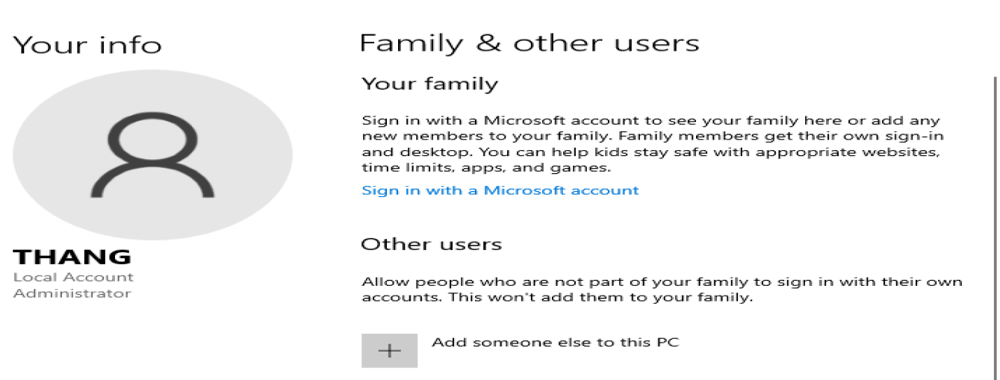 Your info
THANG
Local Account
Administrator
Family & other users
Your family
Sign in with a Microsoft account to see your family here or add any
new members to your family. Family members get their own sign-in
and desktop. You can help kids stay safe with appropriate websites,
time limits, apps, and games.
Sign in with a Microsoft account
Other users
Allow people who are not part of your family to sign in with their own
accounts. This won't add them to your family.
Add someone else to this PC